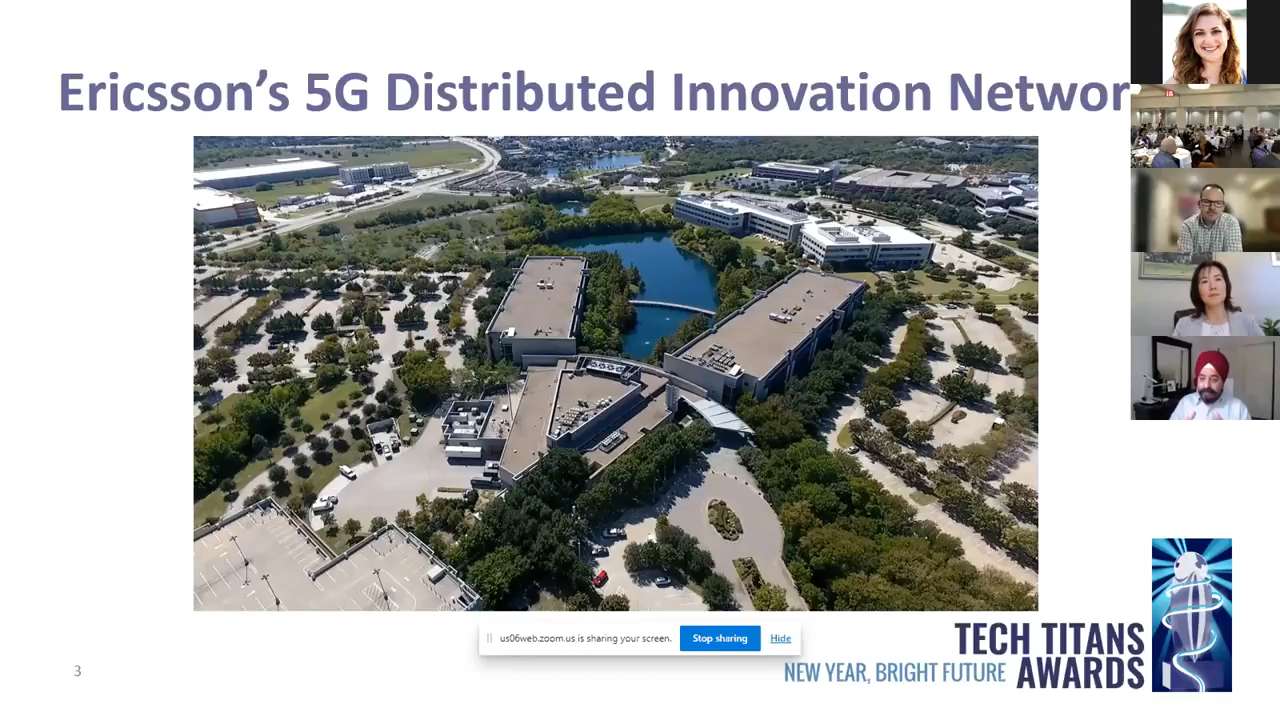 Ericsson’s 5G Distributed Innovation Networ
us06web.zoom.us is sharing your screen.
Stop sharing
Hide
TECH TITANS
NEW YEAR, BRIGHT FUTURE AWARDS
3